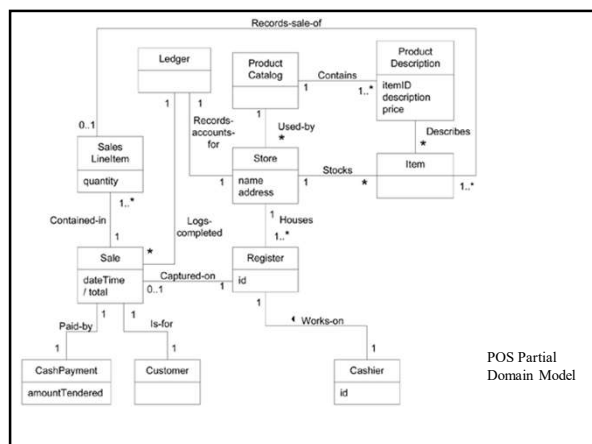 Records-sale-of
Ledger
Product
Catalog
Contains
1
1..*
Product
Description
itemID
description
price
1
1
Records-
accounts-
for
1
Used-by
*
Describes
*
0..1
Sales
LineItem
quantity
1
Store
name
address
1
Stocks
*
Item
1..*
1..*
Contained-in
1
Logs-
completed
*
1
Houses
1..*
Sale
dateTime
/ total
Captured-on
0..1
1
Register
id
1
1
Paid-by
Is-for
1
Works-on
1
1
1
CashPayment
amountTendered
Customer
Cashier
id
POS Partial
Domain Model